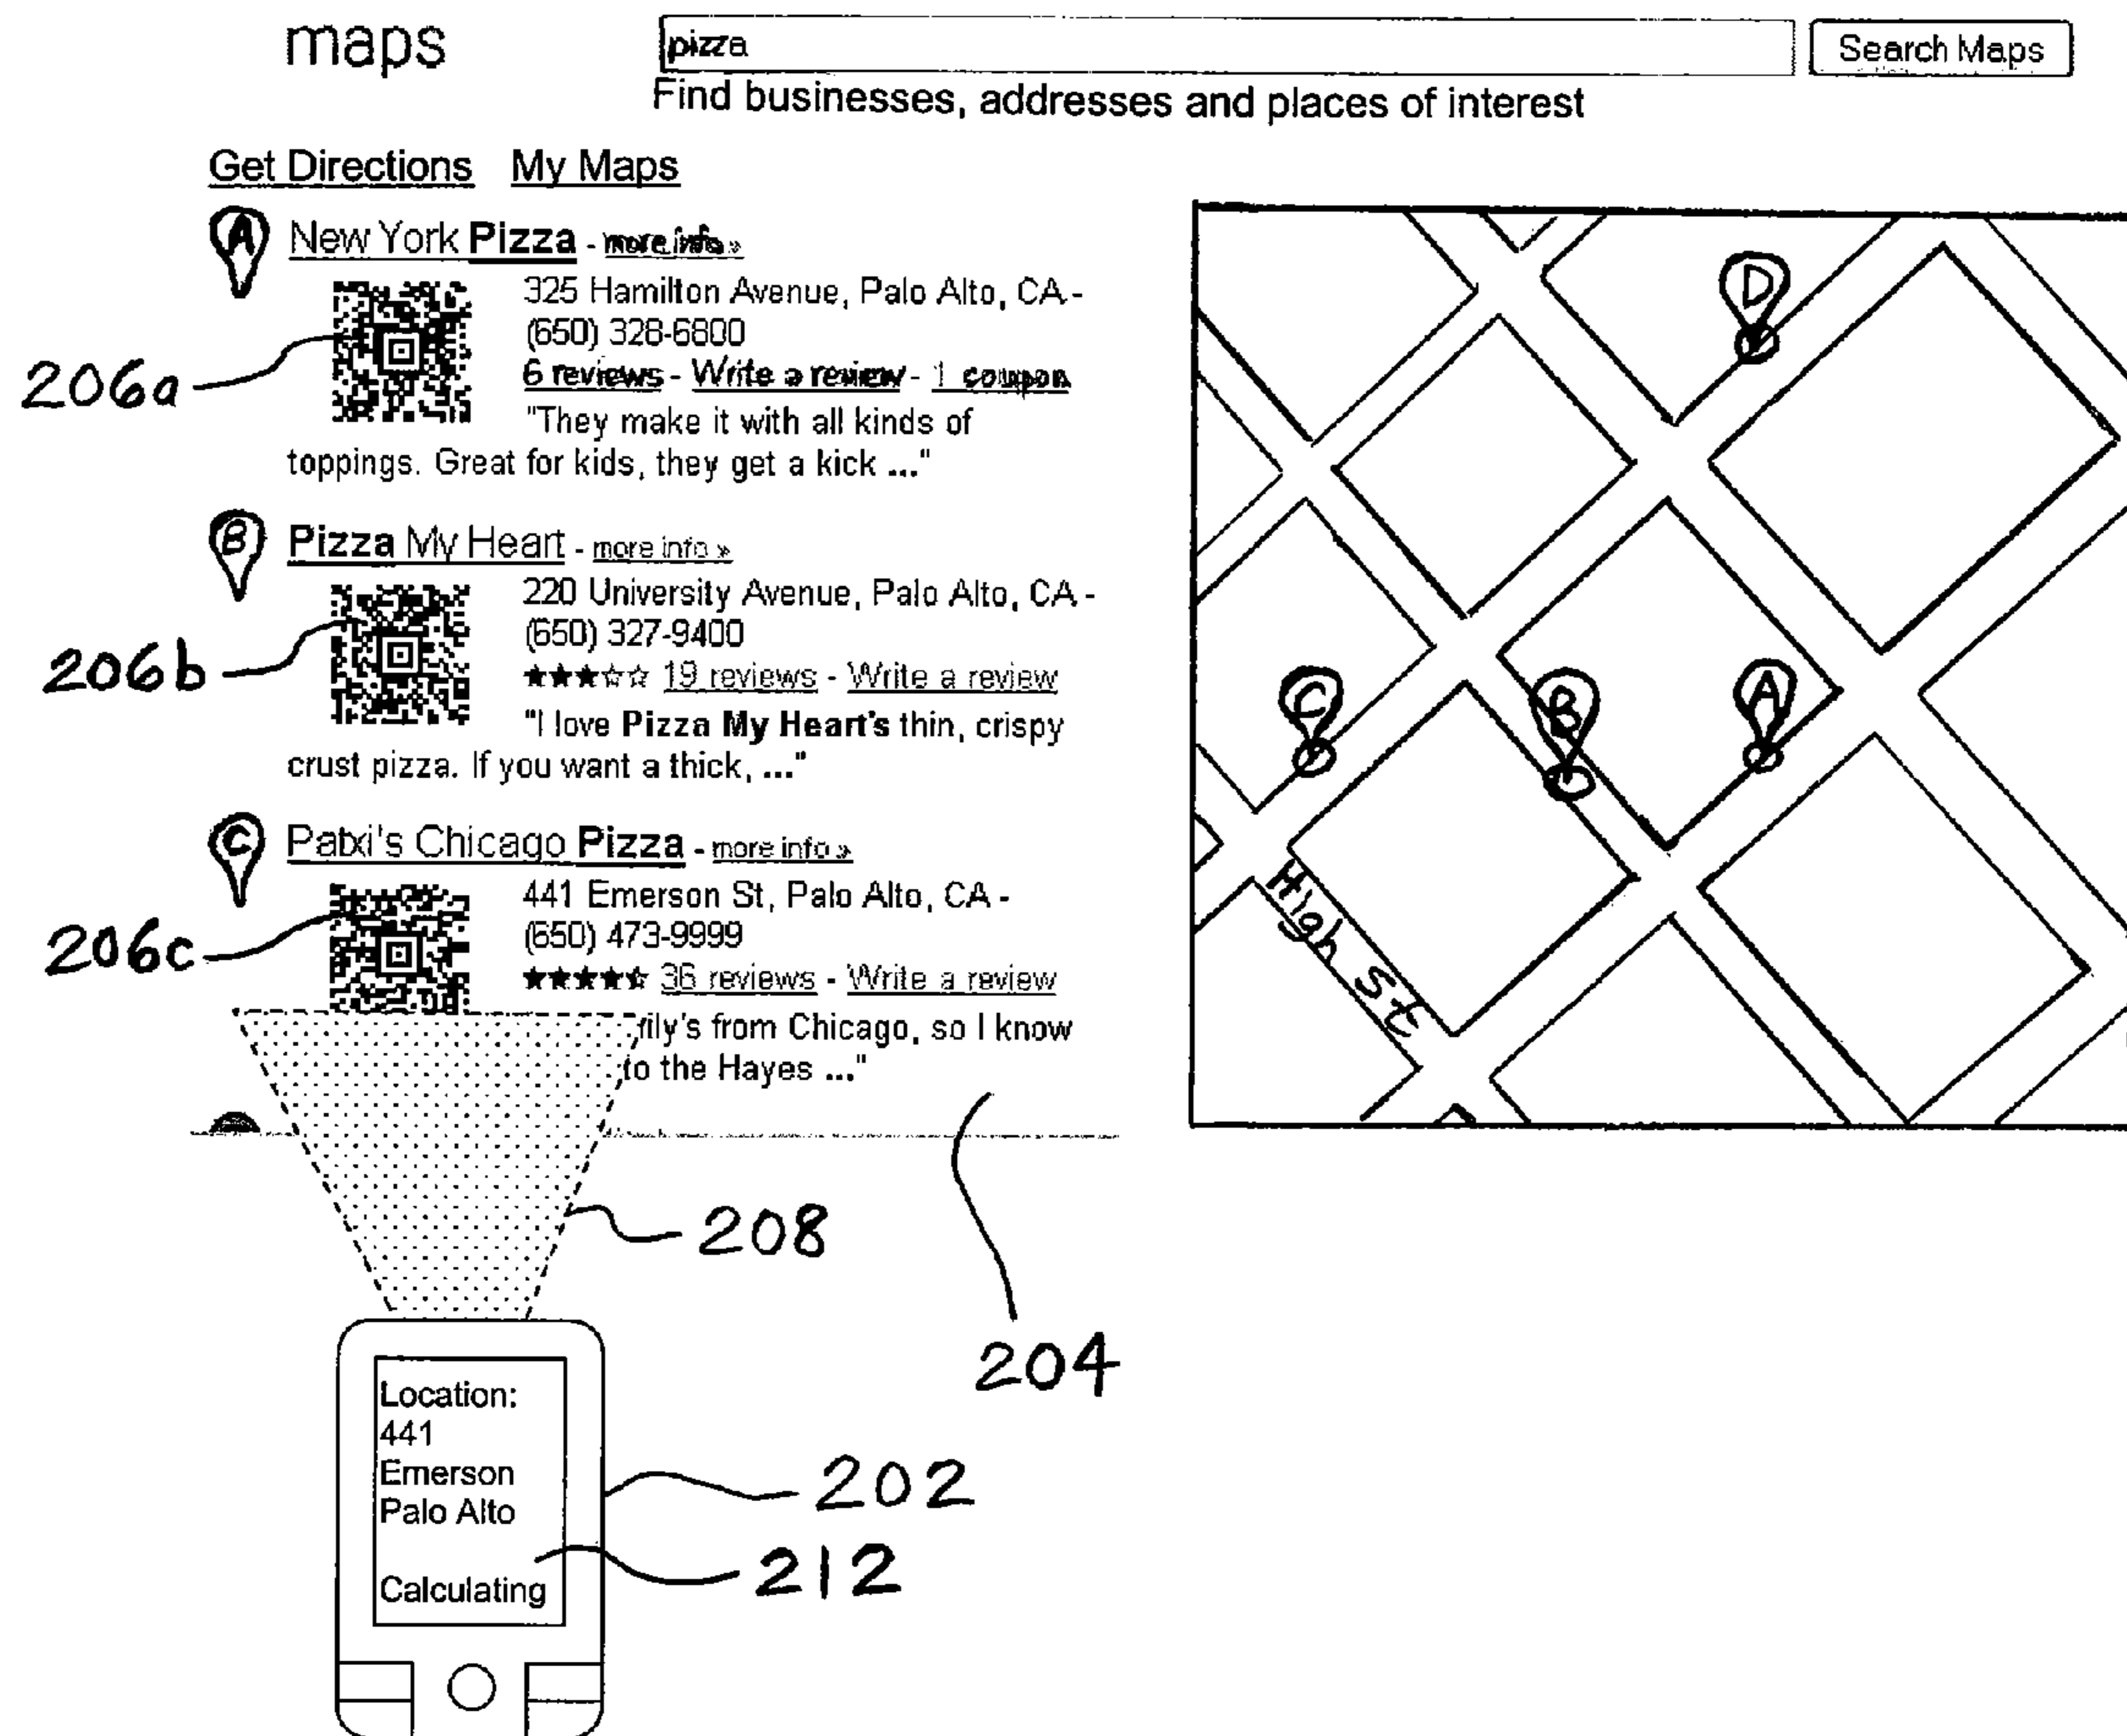 maps
pizza
Search Maps
Find businesses, addresses and places of interest
Get Directions My Maps
A New York Pizza - more info »
325 Hamilton Avenue, Palo Alto, CA -
(650) 328-6800
6 reviews - Write a review - 1 coupon
"They make it with all kinds of
toppings. Great for kids, they get a kick ..."
206a
B Pizza My Heart - more info »
220 University Avenue, Palo Alto, CA -
(650) 327-9400
★★★☆☆ 19 reviews - Write a review
"I love Pizza My Heart's thin, crispy
crust pizza. If you want a thick, ..."
206b
C Patxi's Chicago Pizza - more info »
441 Emerson St, Palo Alto, CA -
(650) 473-9999
36 reviews - Write a review
from Chicago, so I know
to the Hayes ..."
206c
D
C
B
A
High St
208
204
Location:
441
Emerson
Palo Alto
Calculating
202
212